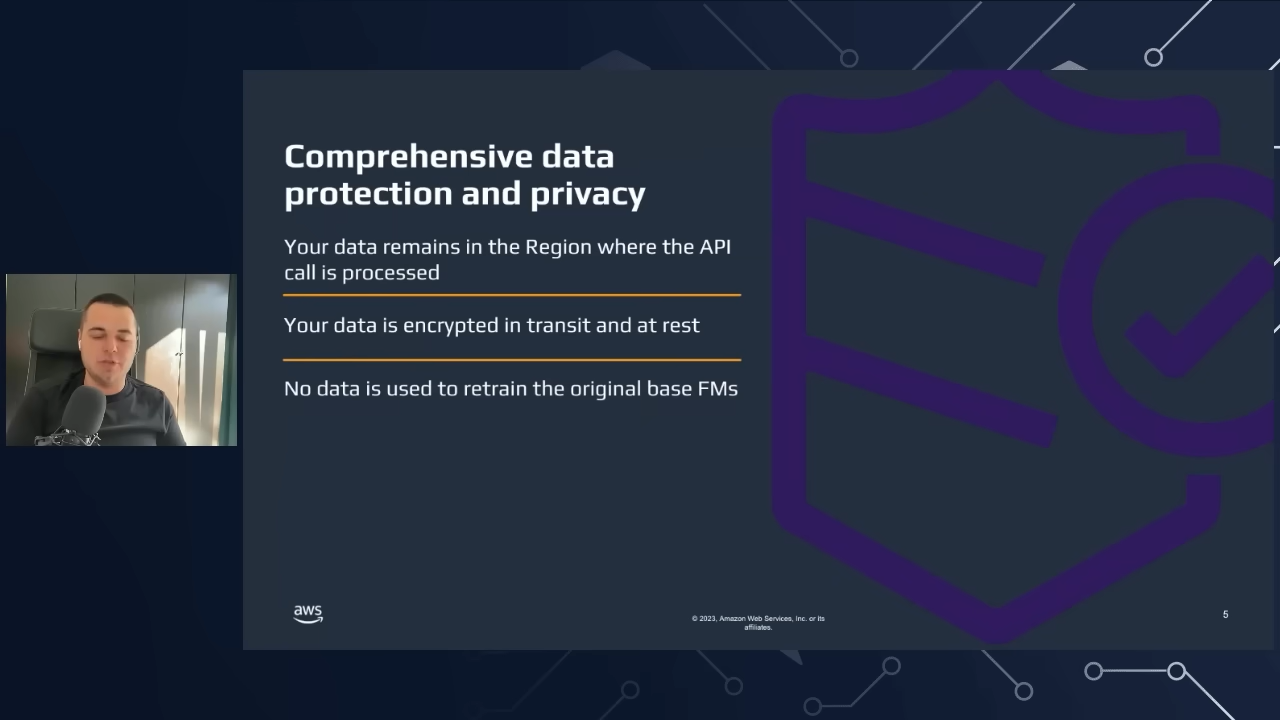 Comprehensive data
protection and privacy
Your data remains in the Region where the API
call is processed
Your data is encrypted in transit and at rest
No data is used to retrain the original base FMs
aws
© 2023, Amazon Web Services, Inc. or its
affiliates.
5